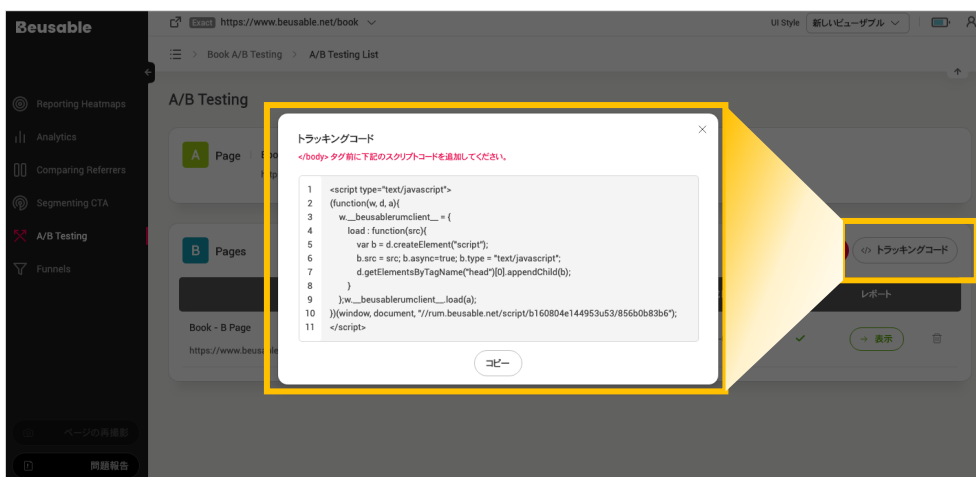 Beusable
Exact https://www.beusable.net/book
UI Style 新しいビューザブル
Book A/B Testing > A/B Testing List
Reporting Heatmaps
Analytics
Comparing Referrers
Segmenting CTA
A/B Testing
Funnels
ページの再撮影
問題報告
A/B Testing
A Page
B Pages
</> トラッキングコード
レポート
Book - B Page
https://www.beusable
→ 表示
トラッキングコード
</body> タグ前に下記のスクリプトコードを追加してください。
1 <script type="text/javascript">
2 (function(w, d, a){
3 w.__beusablerumclient__ = {
4 load : function(src){
5 var b = d.createElement("script");
6 b.src = src; b.async=true; b.type = "text/javascript";
7 d.getElementsByTagName("head")[0].appendChild(b);
8 }
9 };w.__beusablerumclient__.load(a);
10 })(window, document, "//rum.beusable.net/script/b160804e144953u53/856b0b83b6");
11 </script>
コピー